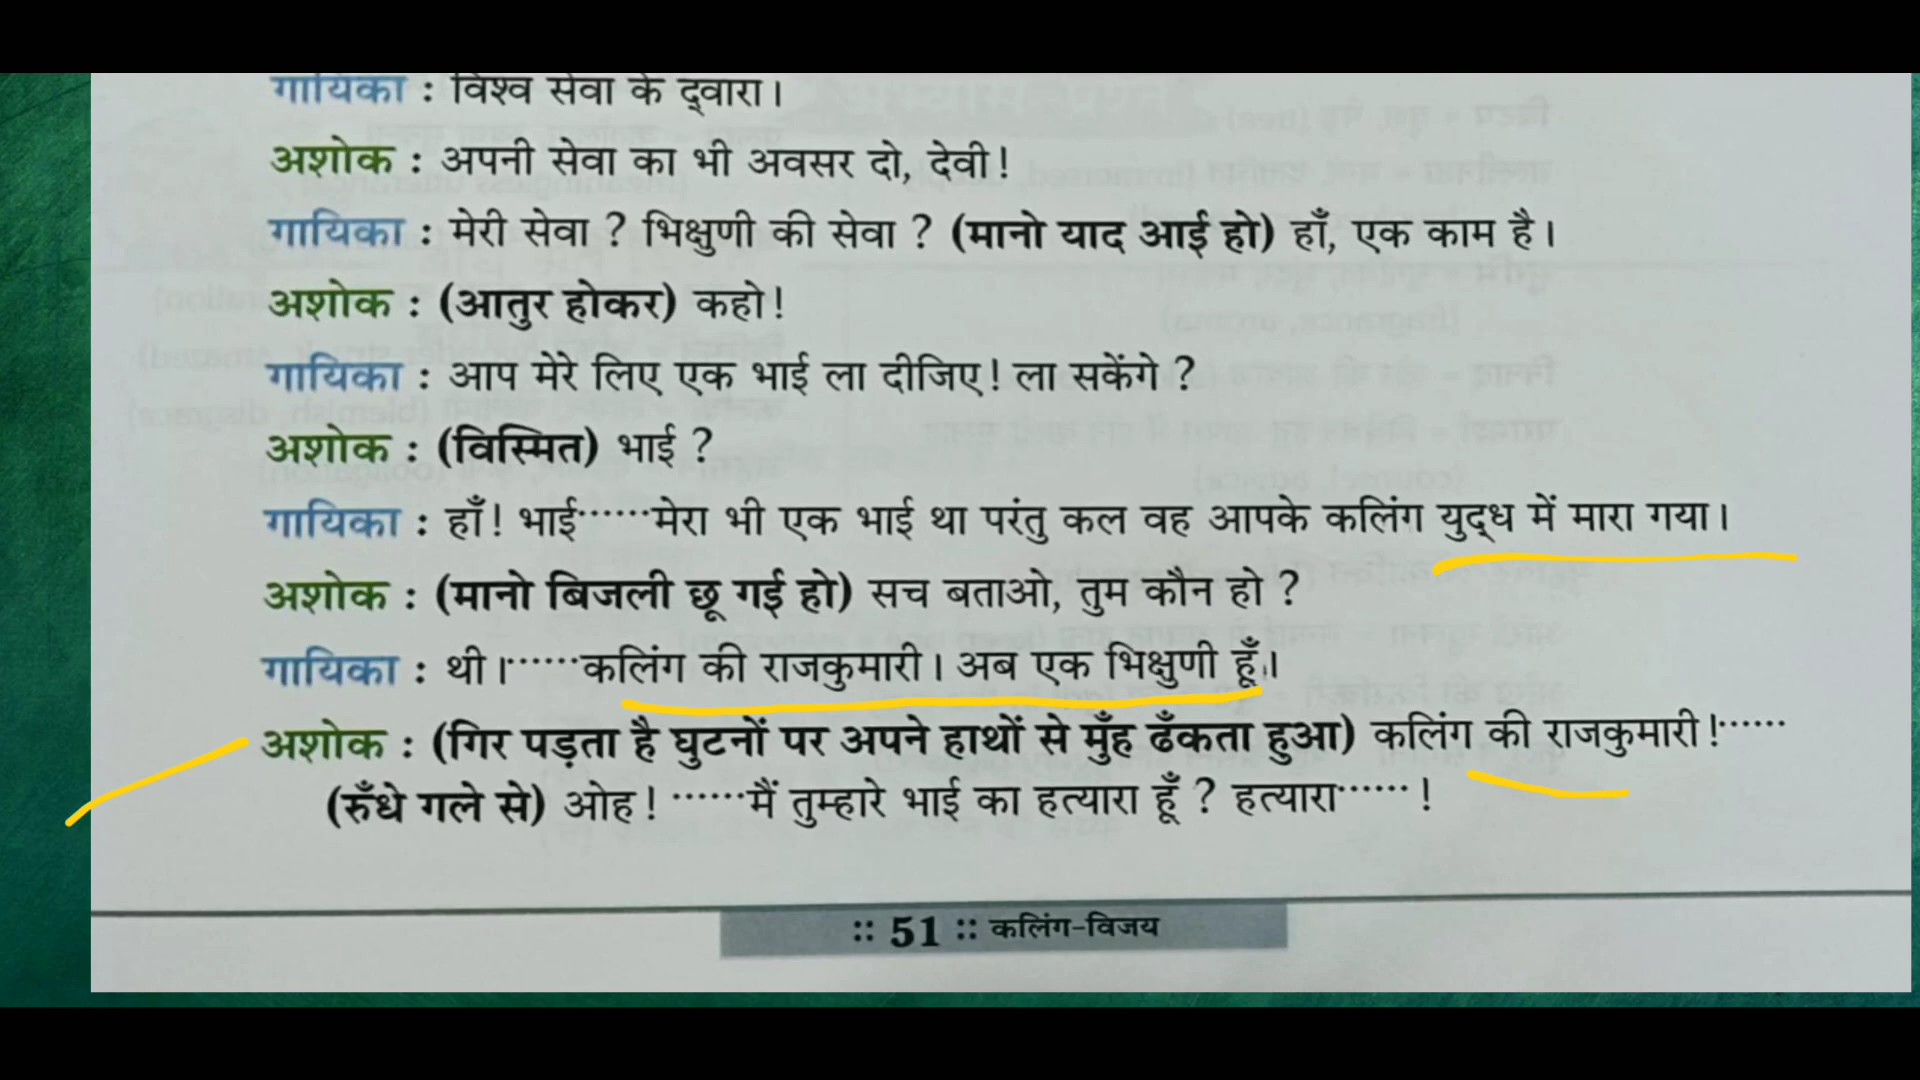 गायिका : विश्व सेवा के द्वारा।
अशोक : अपनी सेवा का भी अवसर दो, देवी!
गायिका : मेरी सेवा ? भिक्षुणी की सेवा ? (मानो याद आई हो) हाँ, एक काम है।
अशोक : (आतुर होकर) कहो!
गायिका : आप मेरे लिए एक भाई ला दीजिए! ला सकेंगे ?
अशोक : (विस्मित) भाई ?
गायिका : हाँ! भाई······मेरा भी एक भाई था परंतु कल वह आपके कलिंग युद्ध में मारा गया।
अशोक : (मानो बिजली छू गई हो) सच बताओ, तुम कौन हो ?
गायिका : थी।······कलिंग की राजकुमारी। अब एक भिक्षुणी हूँ।
अशोक : (गिर पड़ता है घुटनों पर अपने हाथों से मुँह ढँकता हुआ) कलिंग की राजकुमारी!······
(रुँधे गले से) ओह! ······मैं तुम्हारे भाई का हत्यारा हूँ ? हत्यारा······ !
:: 51 :: कलिंग-विजय